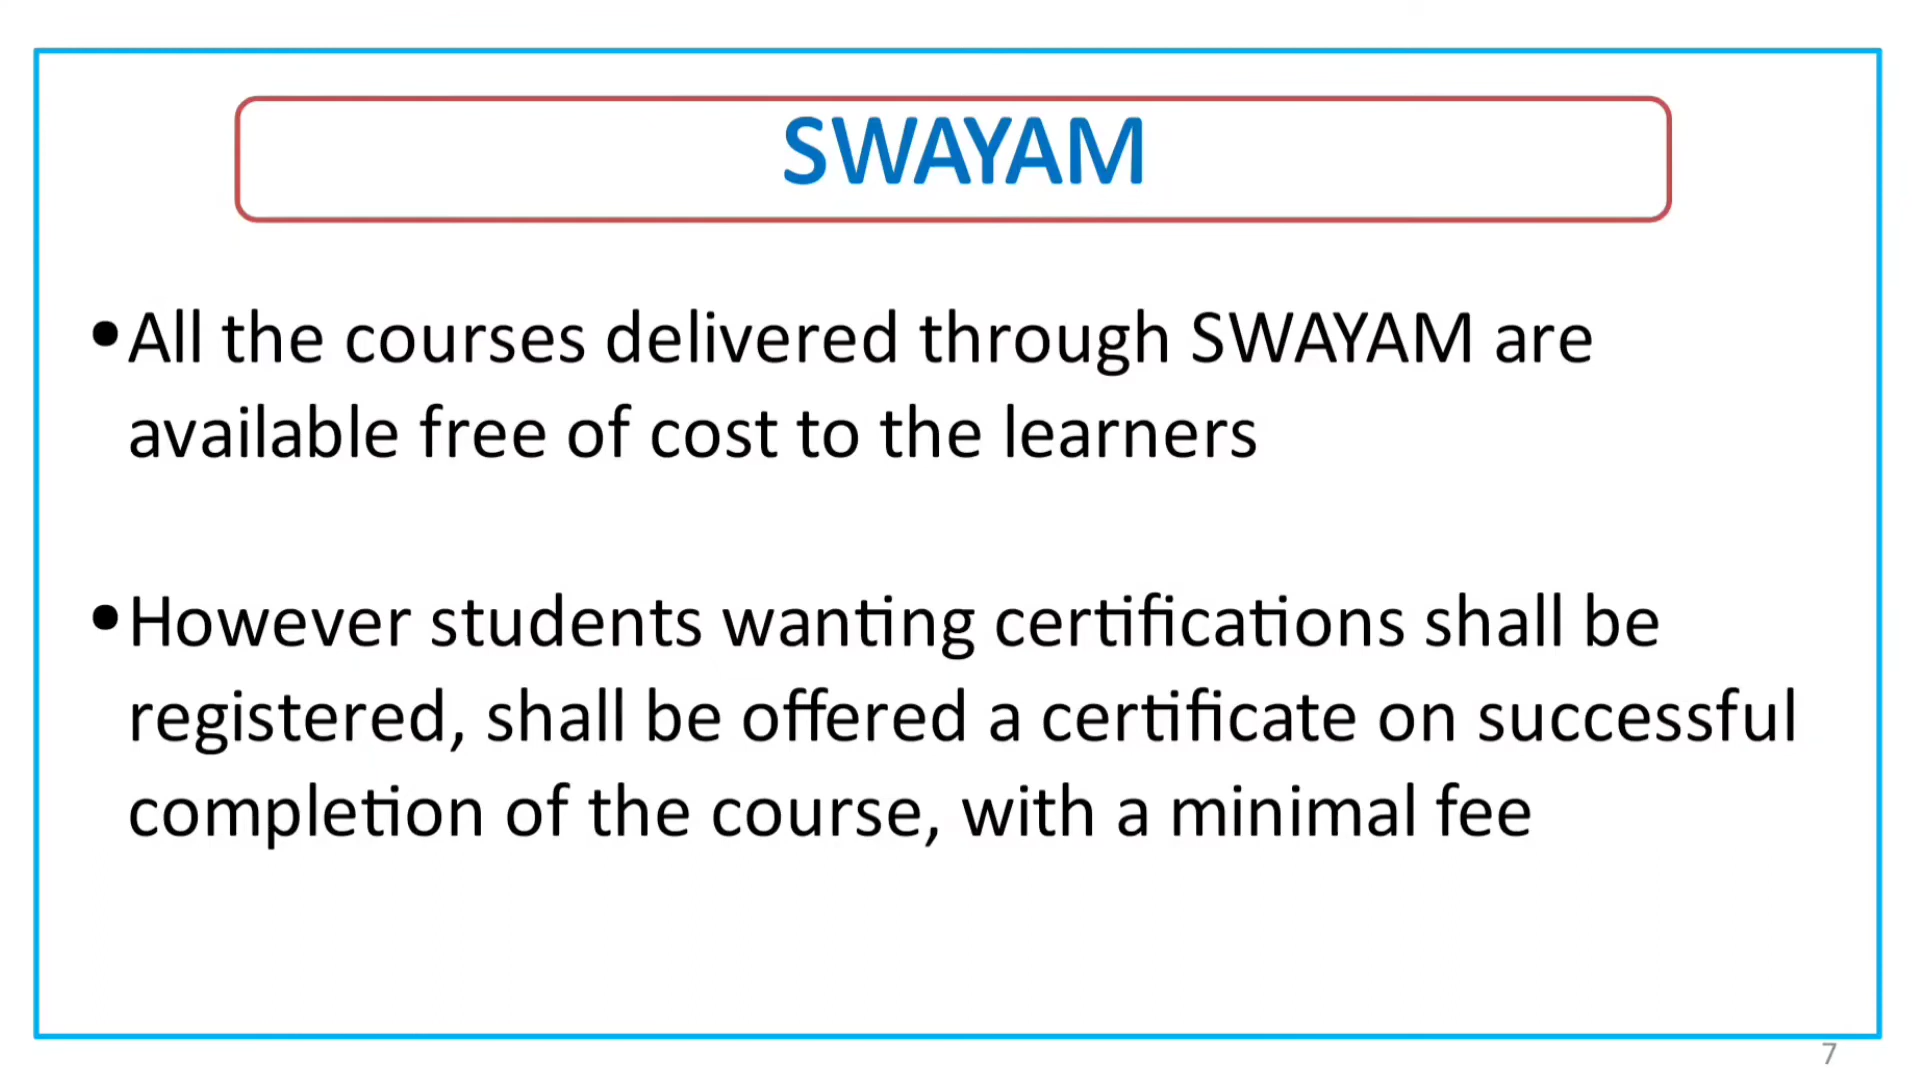 SWAYAM
•All the courses delivered through SWAYAM are
available free of cost to the learners
•However students wanting certifications shall be
registered, shall be offered a certificate on successful
completion of the course, with a minimal fee
7